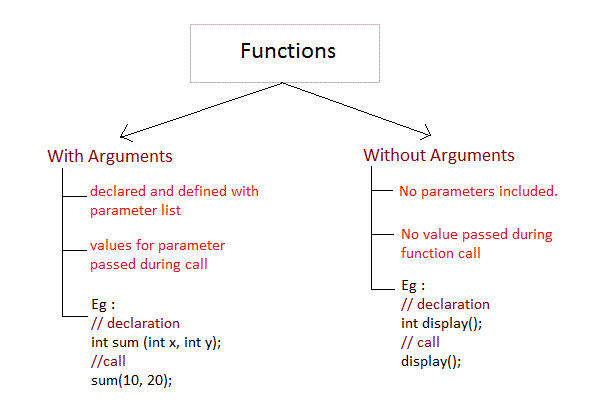 Functions
With Arguments
declared and defined with
parameter list
values for parameter
passed during call
Eg :
// declaration
int sum (int x, int y);
//call
sum(10, 20);
Without Arguments
No parameters included.
No value passed during
function call
Eg :
// declaration
int display();
// call
display();